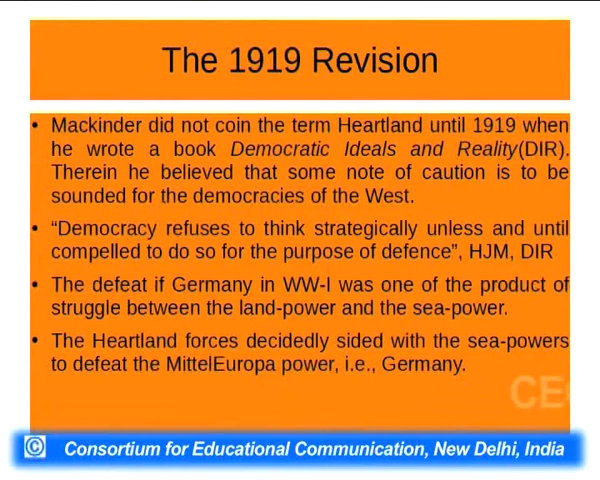 The 1919 Revision
• Mackinder did not coin the term Heartland until 1919 when
he wrote a book Democratic Ideals and Reality(DIR).
Therein he believed that some note of caution is to be
sounded for the democracies of the West.
• “Democracy refuses to think strategically unless and until
compelled to do so for the purpose of defence”, HJM, DIR
• The defeat if Germany in WW-I was one of the product of
struggle between the land-power and the sea-power.
• The Heartland forces decidedly sided with the sea-powers
to defeat the MittelEuropa power, i.e., Germany.
© Consortium for Educational Communication, New Delhi, India